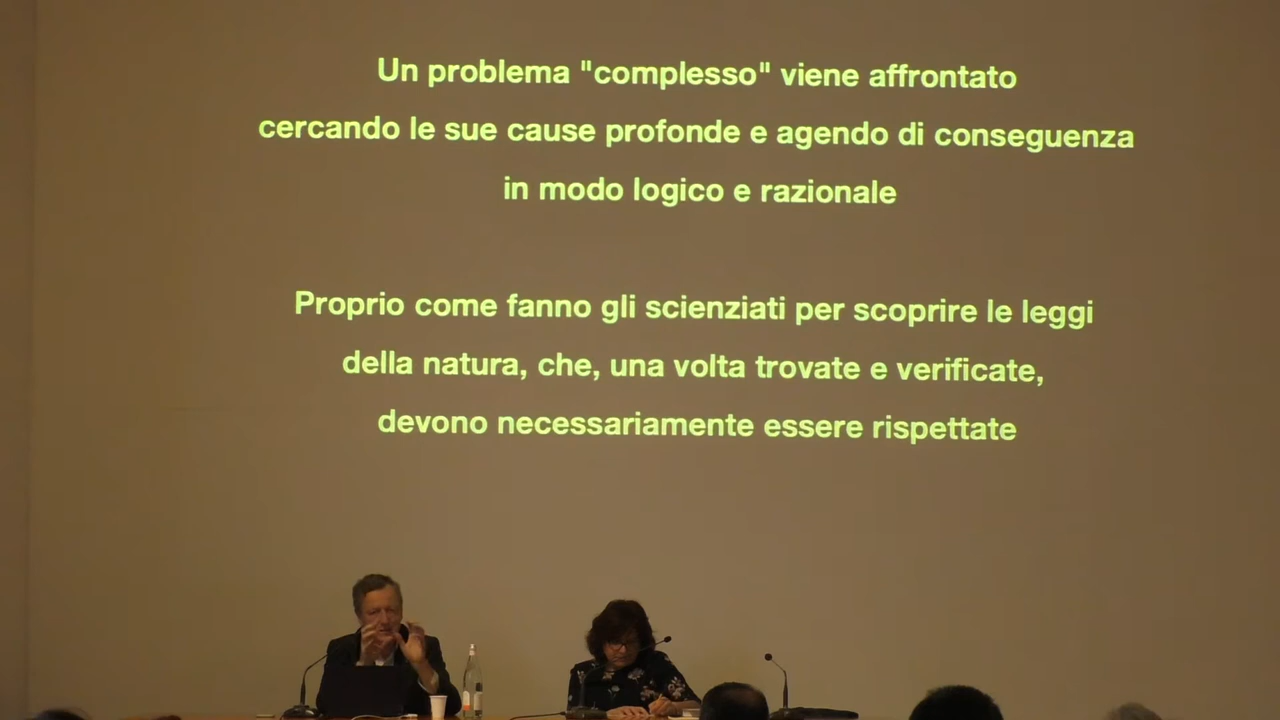 Un problema "complesso" viene affrontato
cercando le sue cause profonde e agendo di conseguenza
in modo logico e razionale
Proprio come fanno gli scienziati per scoprire le leggi
della natura, che, una volta trovate e verificate,
devono necessariamente essere rispettate